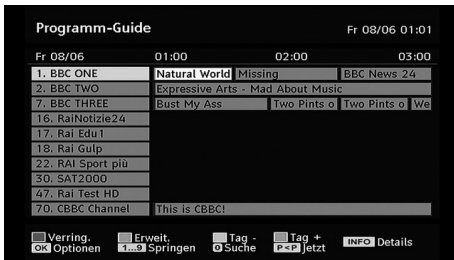 Programm-Guide Fr 08/06 01:01
Fr 08/06 01:00 02:00 03:00
1. BBC ONE Natural World Missing BBC News 24
2. BBC TWO Expressive Arts - Mad About Music
7. BBC THREE Bust My Ass Two Pints o Two Pints o We
16. RaiNotizie24
17. Rai Edu1
18. Rai Gulp
22. RAI Sport più
30. SAT2000
47. Rai Test HD
70. CBBC Channel This is CBBC!
Verring. Erweit. Tag - Tag +
OK Optionen 1...9 Springen 0 Suche P<P Jetzt INFO Details